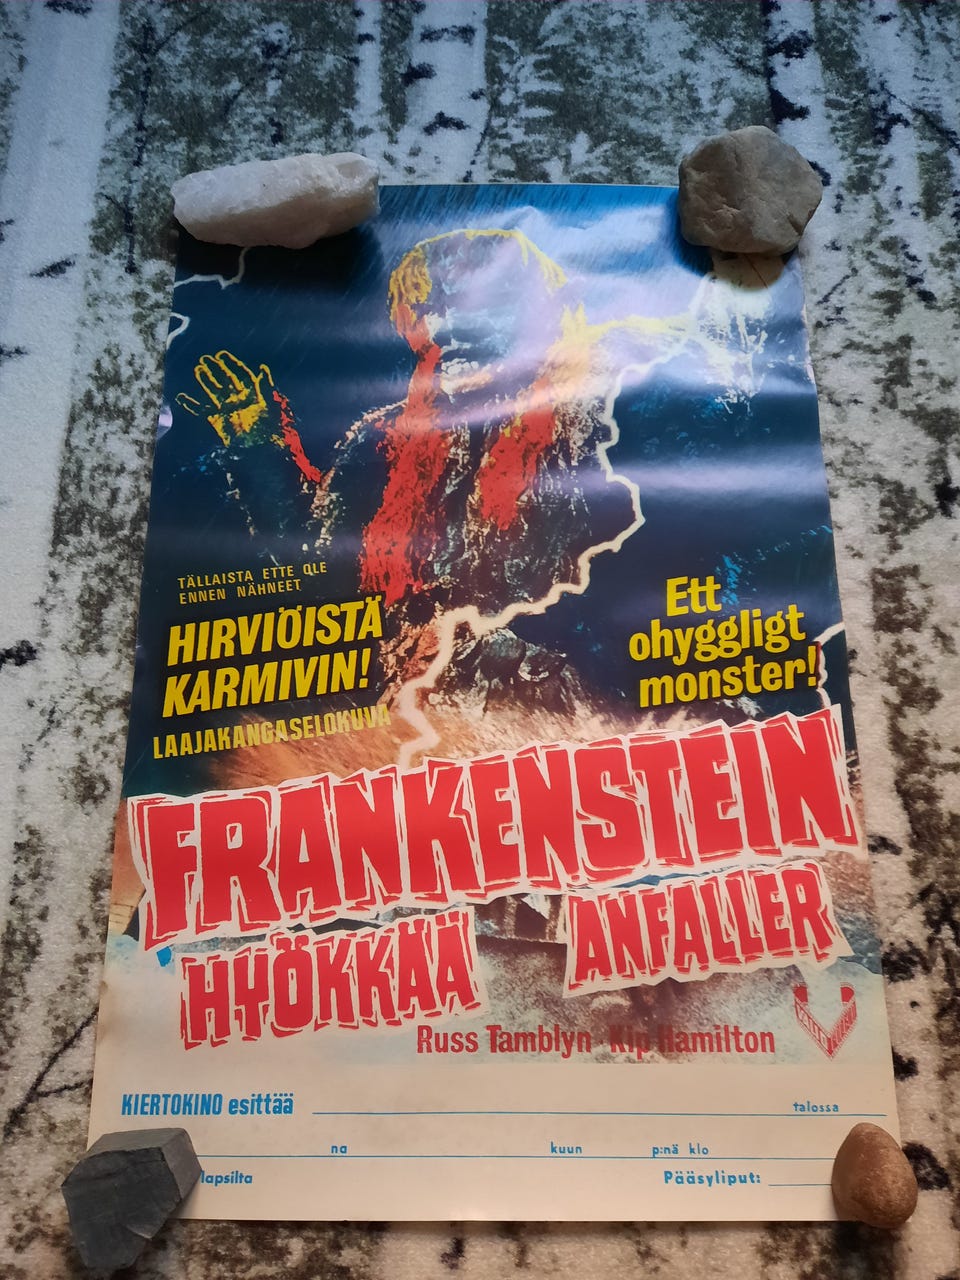 TÄLLAISTA ETTE OLE
ENNEN NÄHNEET
HIRVIÖISTÄ
KARMIVIN!
LAAJAKANGASELOKUVA
Ett
ohyggligt
monster!
FRANKENSTEIN
HYÖKKÄÄ
ANFALLER
Russ Tamblyn · Kip Hamilton
KIERTOKINO esittää talossa
na kuun p:nä klo
lapsilta Pääsyliput: